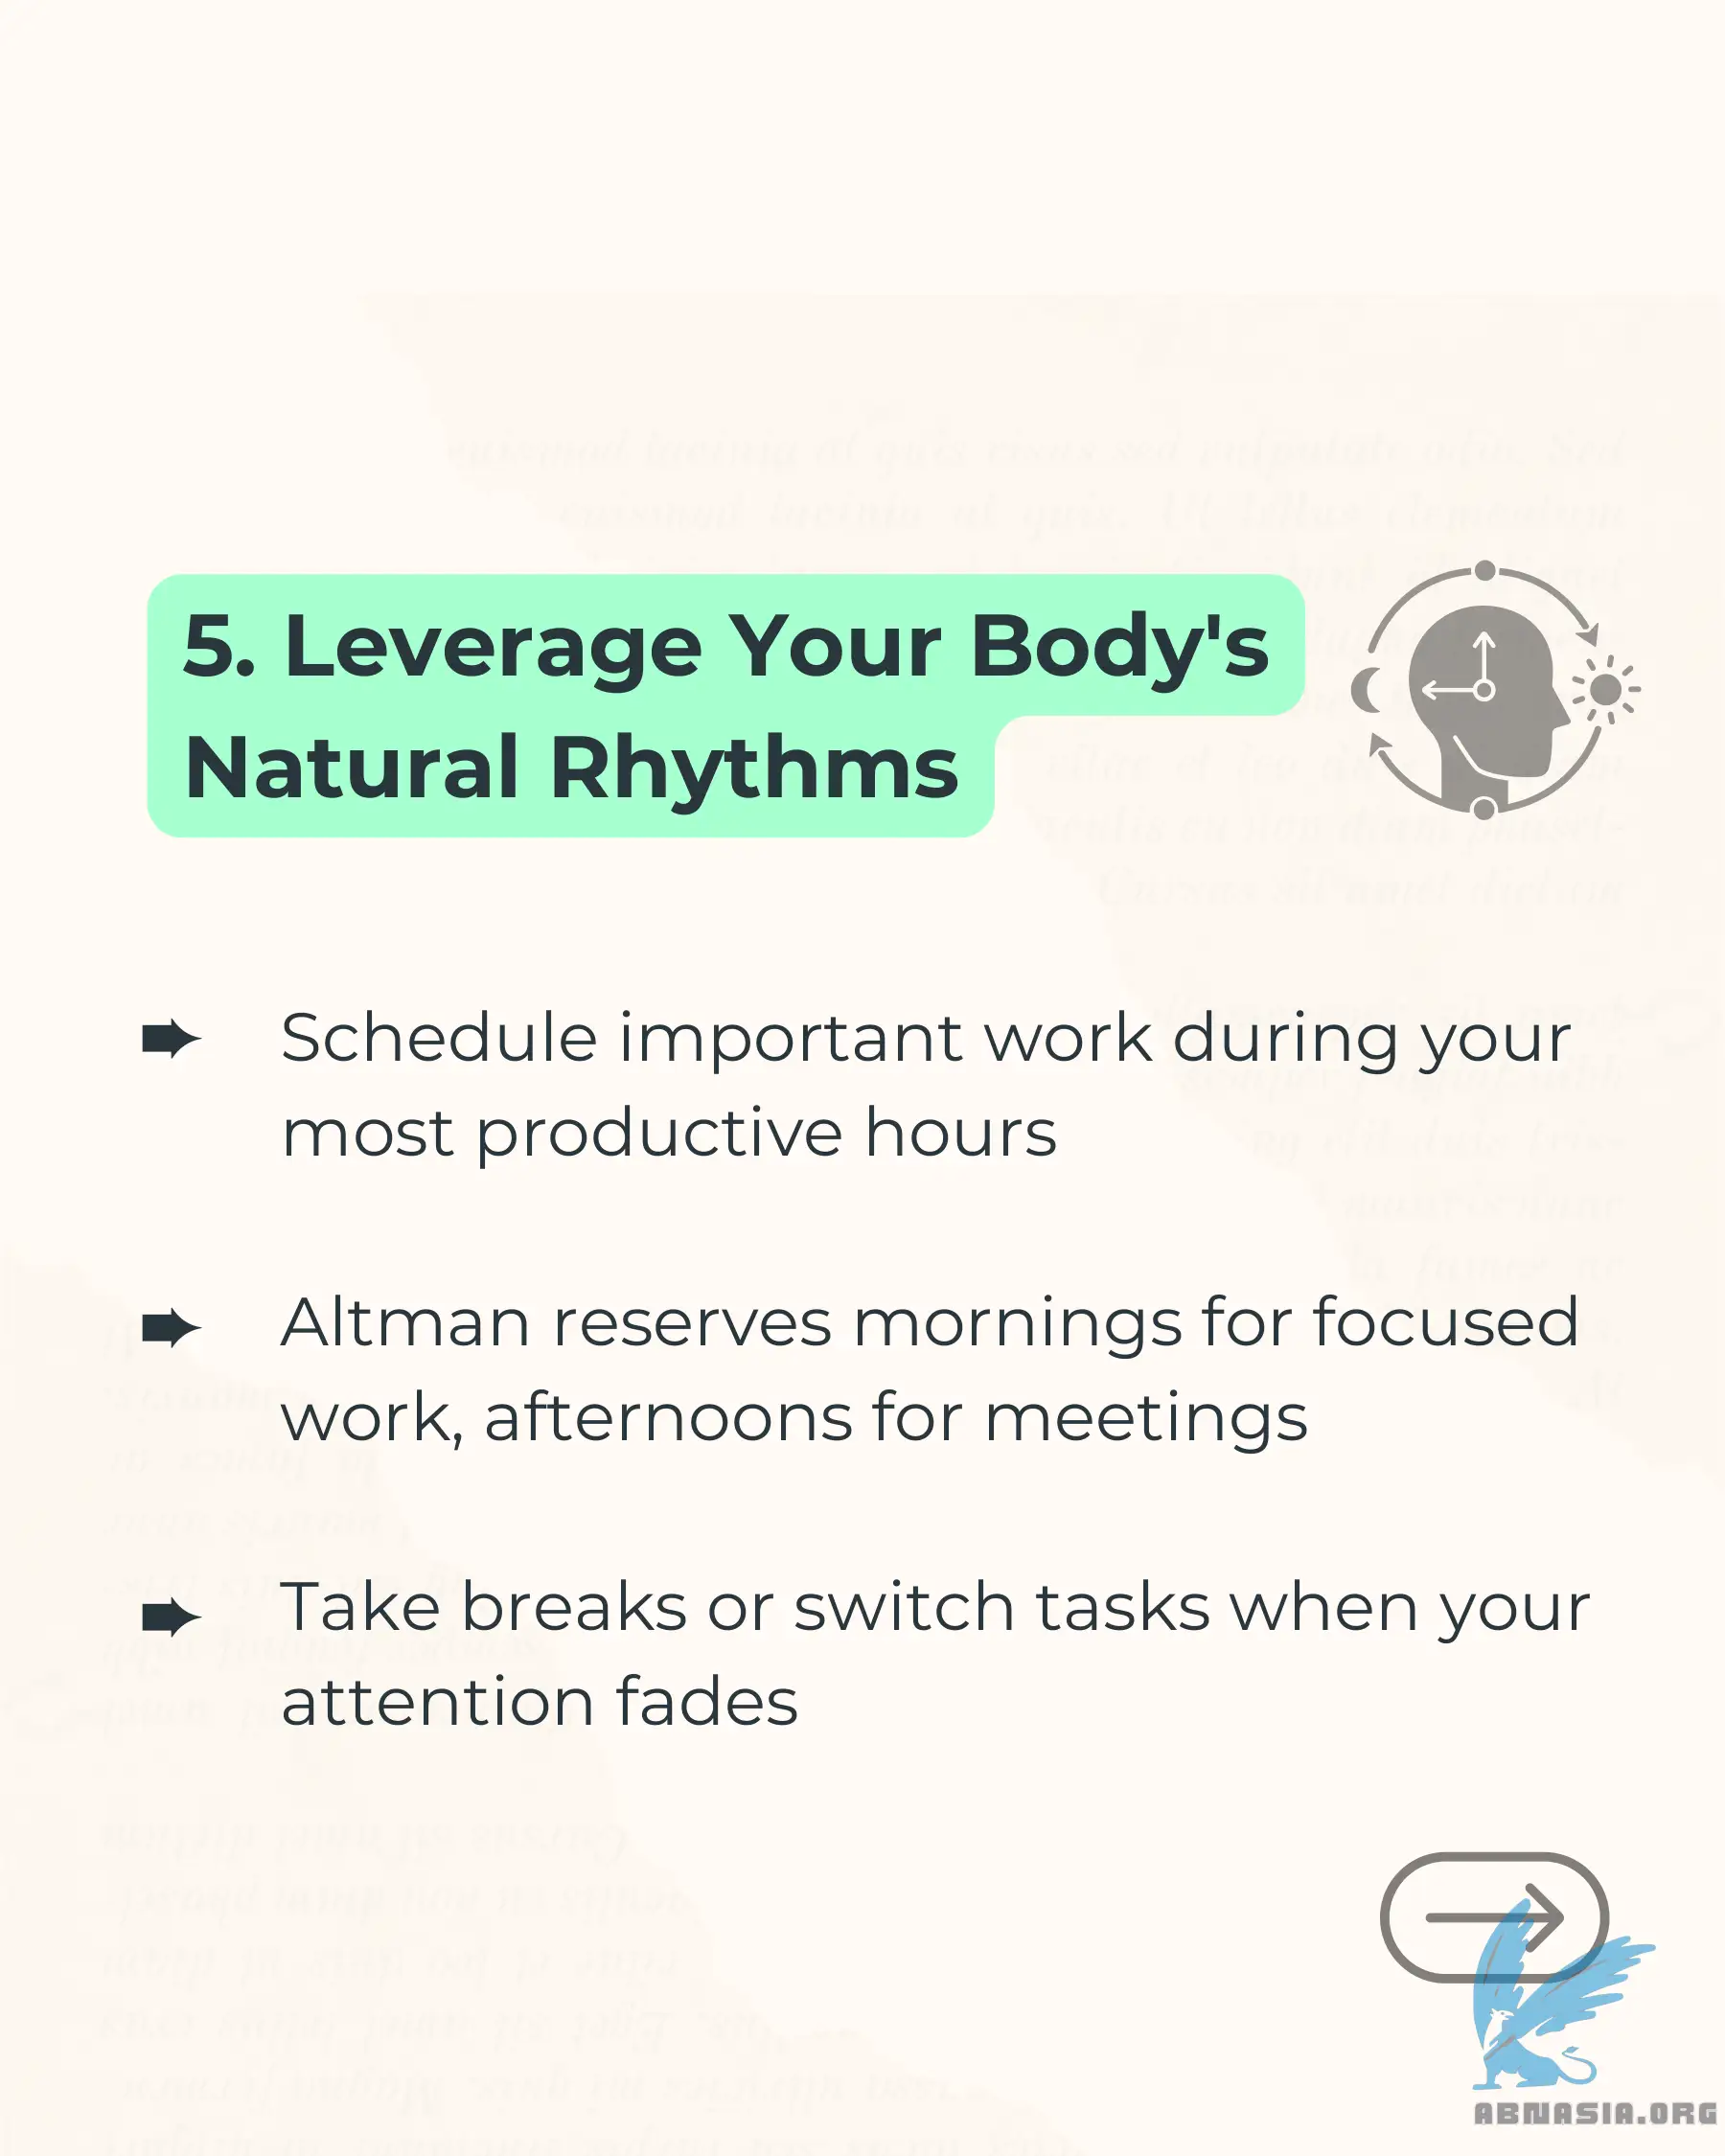 5. Leverage Your Body's
Natural Rhythms
Schedule important work during your
most productive hours
Altman reserves mornings for focused
work, afternoons for meetings
Take breaks or switch tasks when your
attention fades
ABNASIA.ORG